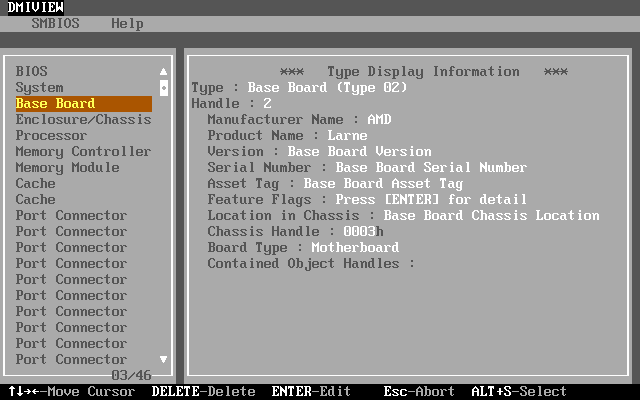 DMIVIEW
SMBIOS Help
BIOS
System
Base Board
Enclosure/Chassis
Processor
Memory Controller
Memory Module
Cache
Cache
Port Connector
Port Connector
Port Connector
Port Connector
Port Connector
Port Connector
Port Connector
Port Connector
Port Connector
Port Connector
03/46
*** Type Display Information ***
Type : Base Board (Type 02)
Handle : 2
Manufacturer Name : AMD
Product Name : Larne
Version : Base Board Version
Serial Number : Base Board Serial Number
Asset Tag : Base Board Asset Tag
Feature Flags : Press [ENTER] for detail
Location in Chassis : Base Board Chassis Location
Chassis Handle : 0003h
Board Type : Motherboard
Contained Object Handles :
↑↓→←-Move Cursor DELETE-Delete ENTER-Edit Esc-Abort ALT+S-Select